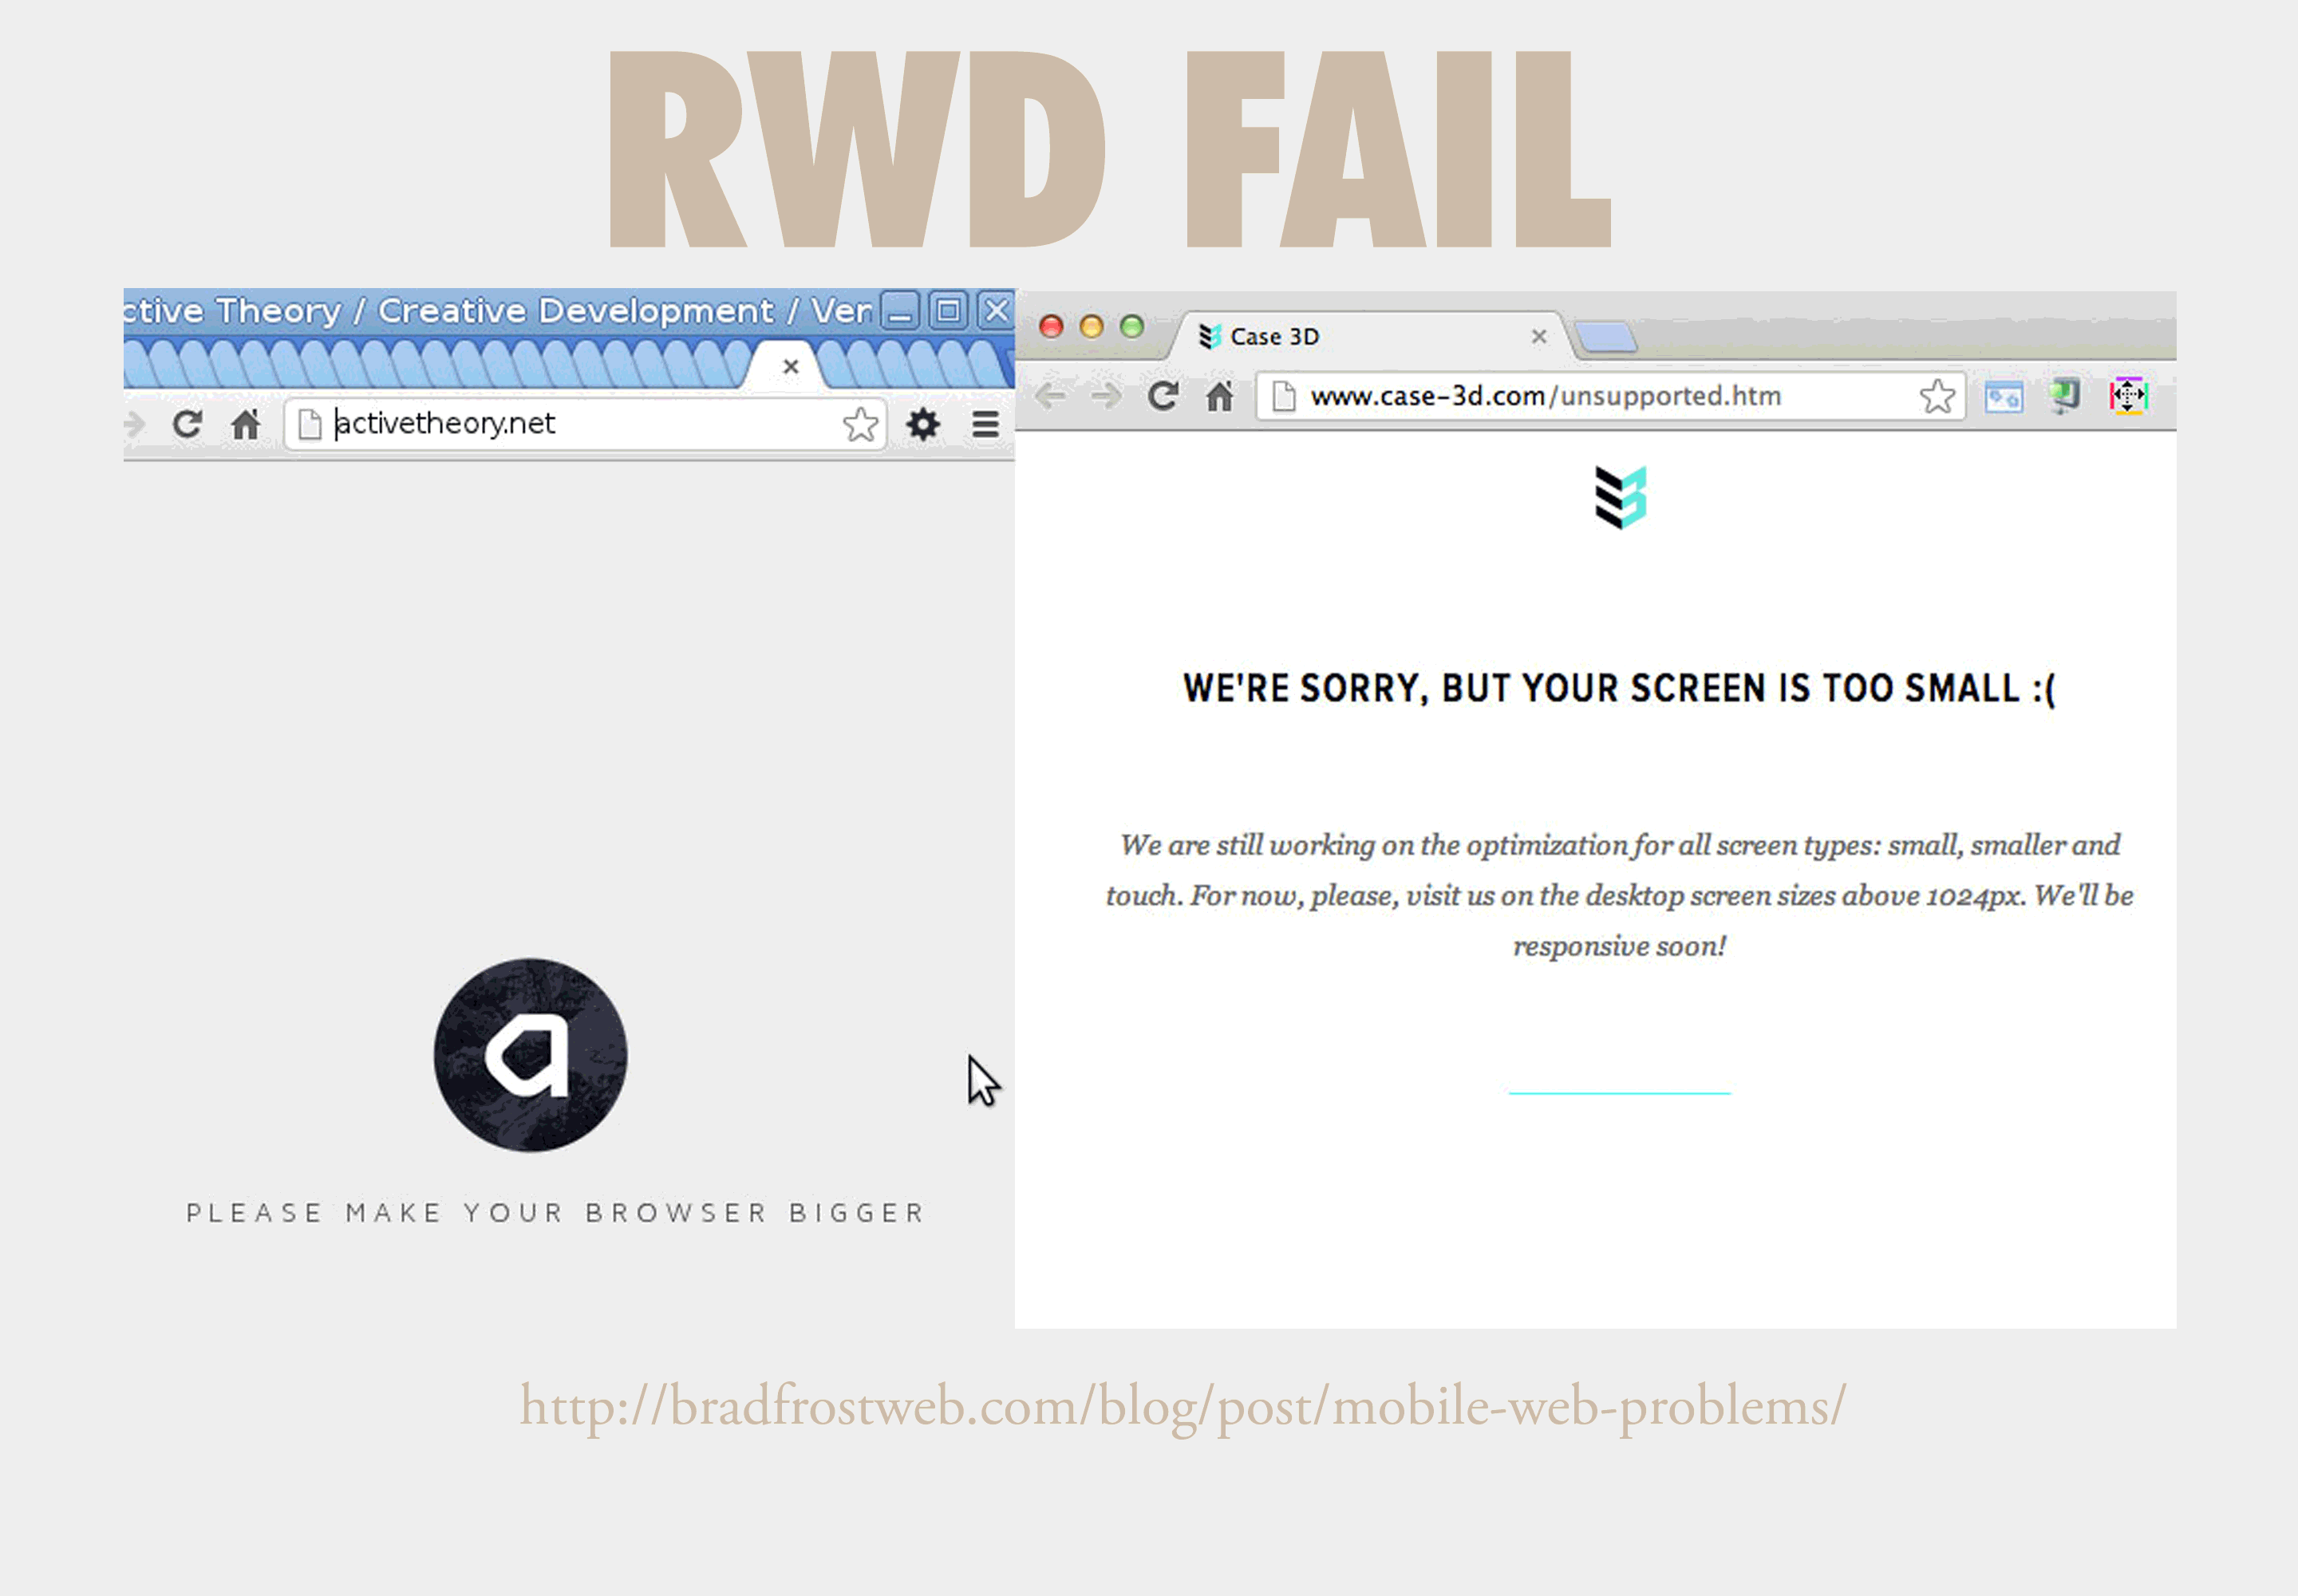 RWD FAIL
ctive Theory / Creative Development / Ver
activetheory.net
PLEASE MAKE YOUR BROWSER BIGGER
Case 3D
www.case-3d.com/unsupported.htm
WE'RE SORRY, BUT YOUR SCREEN IS TOO SMALL :(
We are still working on the optimization for all screen types: small, smaller and
touch. For now, please, visit us on the desktop screen sizes above 1024px. We'll be
responsive soon!
http://bradfrostweb.com/blog/post/mobile-web-problems/